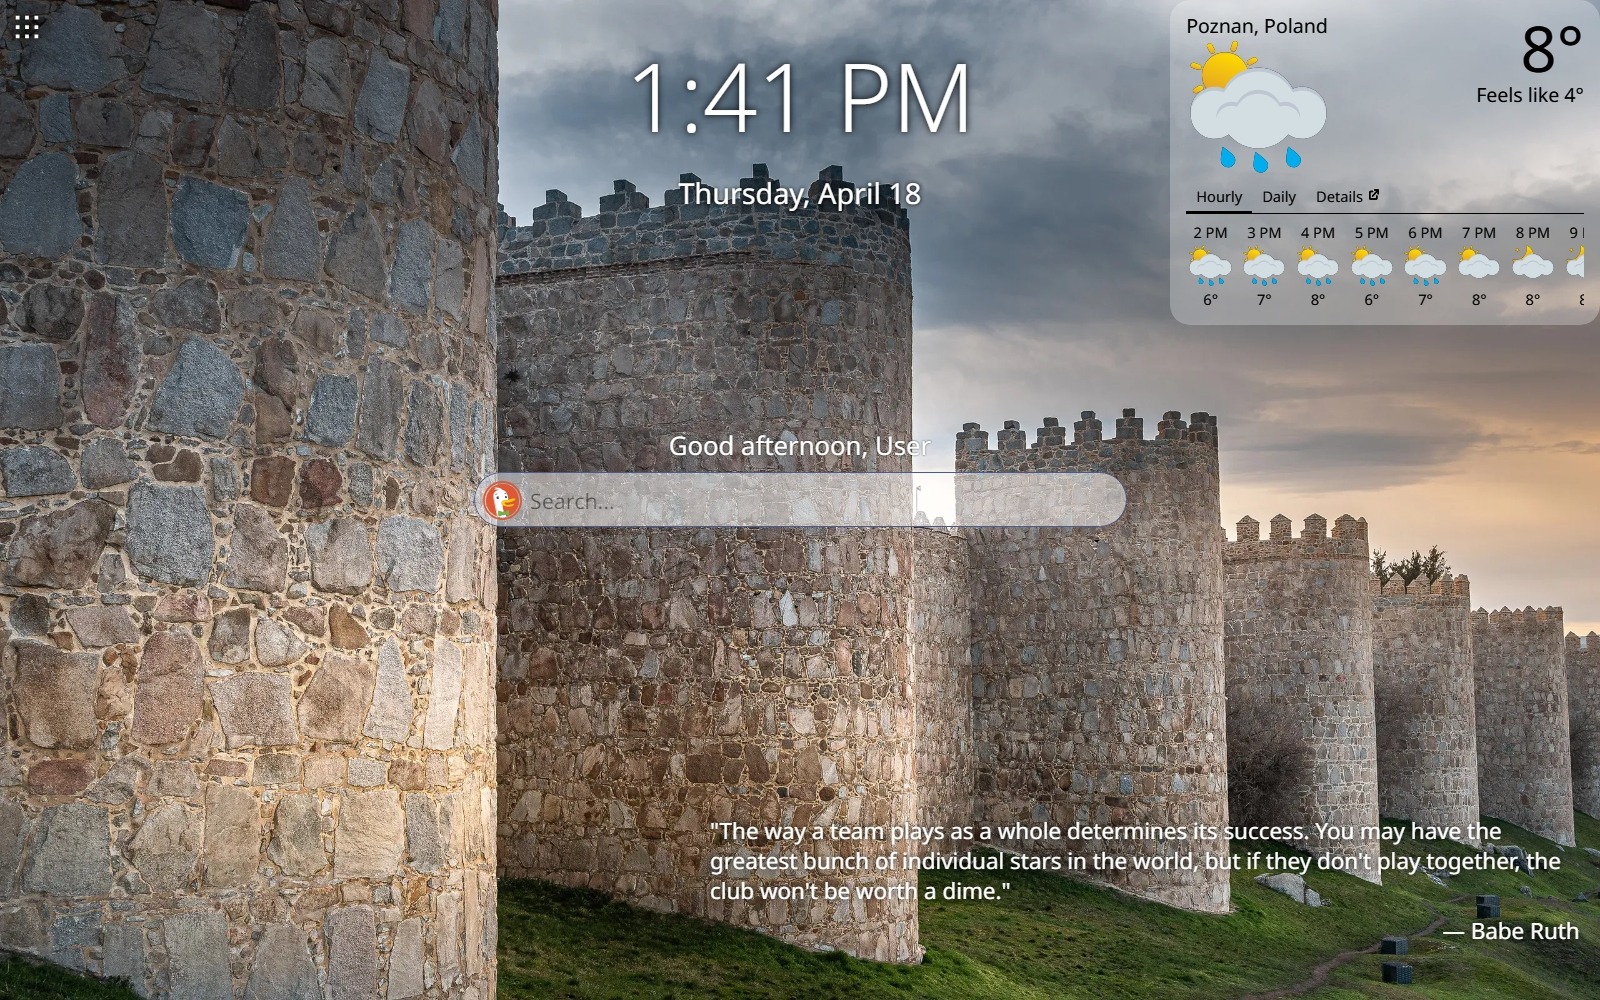 1:41 PM
Thursday, April 18
Poznan, Poland
8°
Feels like 4°
Hourly Daily Details
2 PM 3 PM 4 PM 5 PM 6 PM 7 PM 8 PM 9
6° 7° 8° 6° 7° 8° 8° 8
Good afternoon, User
Search...
"The way a team plays as a whole determines its success. You may have the
greatest bunch of individual stars in the world, but if they don't play together, the
club won't be worth a dime."
— Babe Ruth